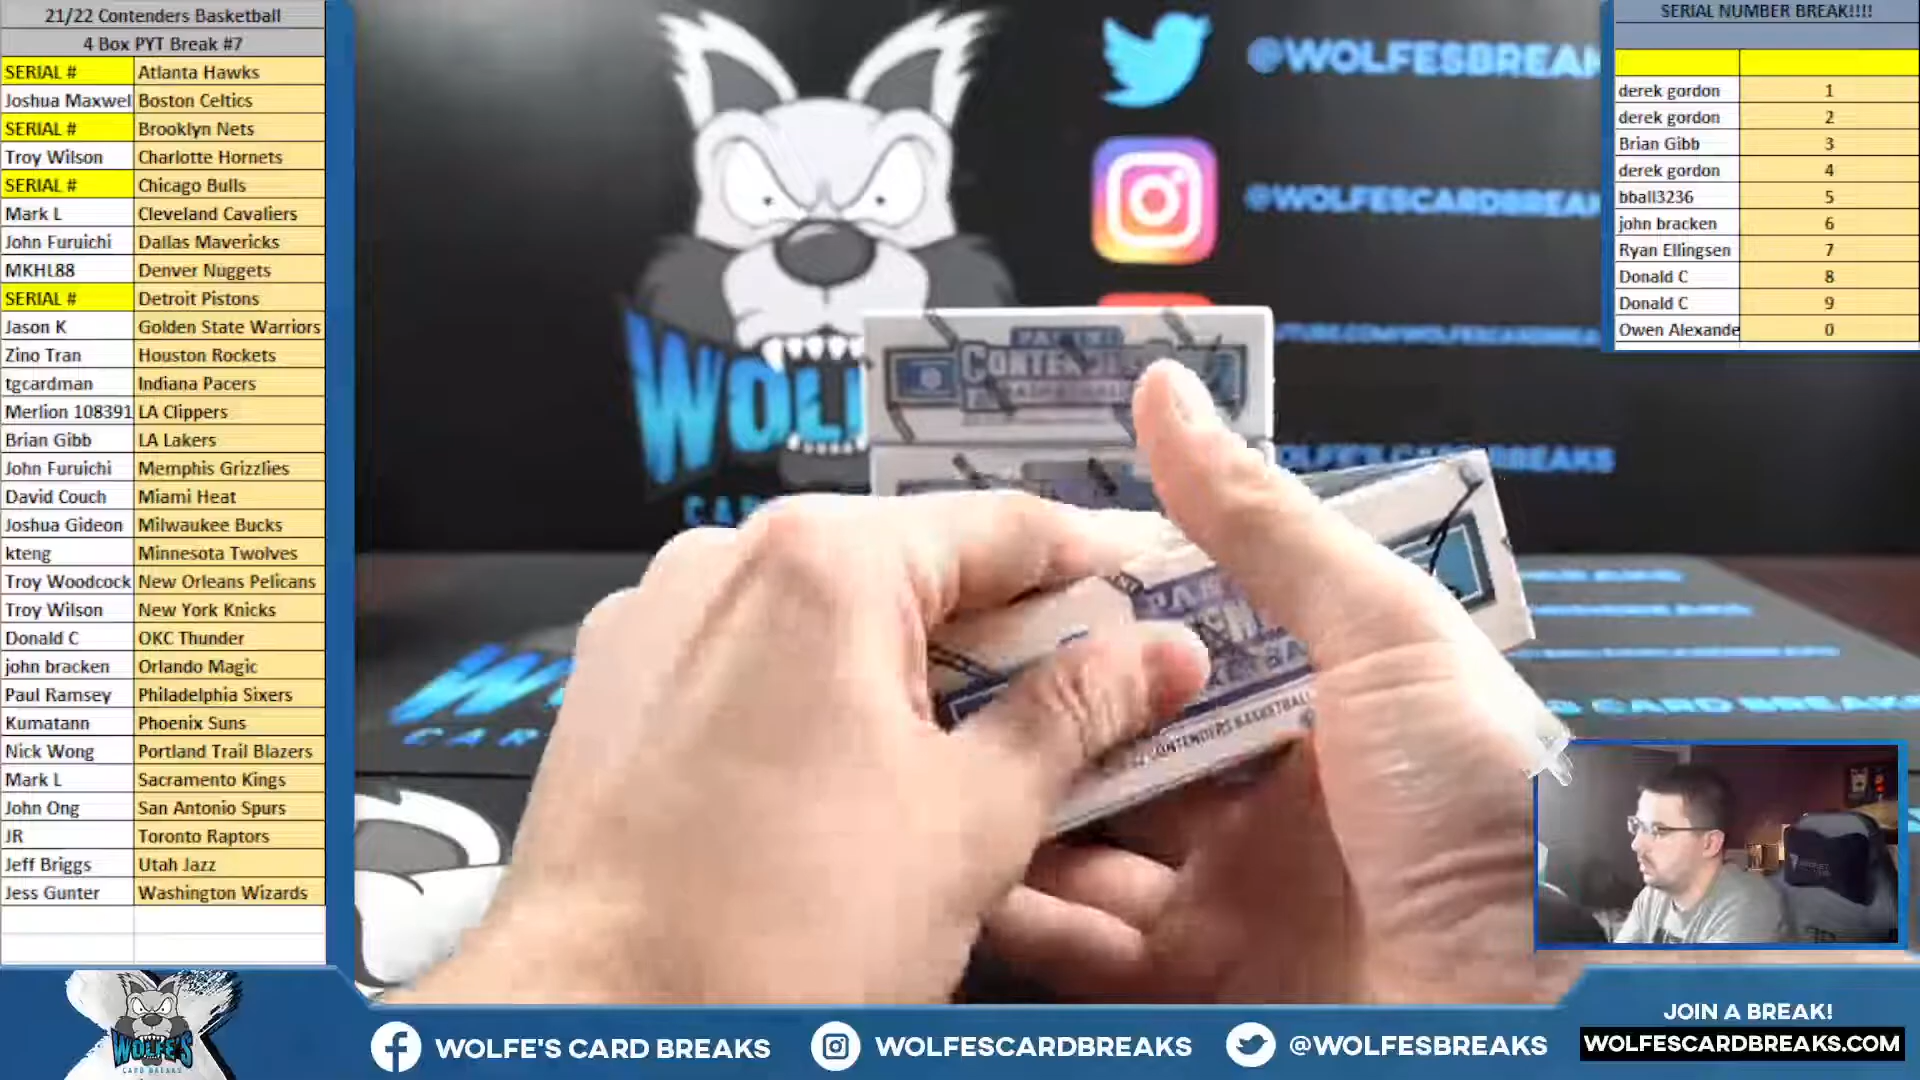 21/22 Contenders Basketball
4 Box PYT Break #7
SERIAL # Atlanta Hawks
Joshua Maxwel Boston Celtics
SERIAL # Brooklyn Nets
Troy Wilson Charlotte Hornets
SERIAL # Chicago Bulls
Mark L Cleveland Cavaliers
John Furuichi Dallas Mavericks
MKHL88 Denver Nuggets
SERIAL # Detroit Pistons
Jason K Golden State Warriors
Zino Tran Houston Rockets
tgcardman Indiana Pacers
Merlion 108391 LA Clippers
Brian Gibb LA Lakers
John Furuichi Memphis Grizzlies
David Couch Miami Heat
Joshua Gideon Milwaukee Bucks
kteng Minnesota Twolves
Troy Woodcock New Orleans Pelicans
Troy Wilson New York Knicks
Donald C OKC Thunder
john bracken Orlando Magic
Paul Ramsey Philadelphia Sixers
Kumatann Phoenix Suns
Nick Wong Portland Trail Blazers
Mark L Sacramento Kings
John Ong San Antonio Spurs
JR Toronto Raptors
Jeff Briggs Utah Jazz
Jess Gunter Washington Wizards
@WOLFESBREAK
@WOLFESCARDBREAK
PANINI
SERIAL NUMBER BREAK!!!!
derek gordon 1
derek gordon 2
Brian Gibb 3
derek gordon 4
bball3236 5
john bracken 6
Ryan Ellingsen 7
Donald C 8
Donald C 9
Owen Alexande 0
CONTENDERS BASKETBALL
WOLFE'S
CARD BREAKS
WOLFE'S CARD BREAKS
WOLFESCARDBREAKS
@WOLFESBREAKS
JOIN A BREAK!
WOLFESCARDBREAKS.COM